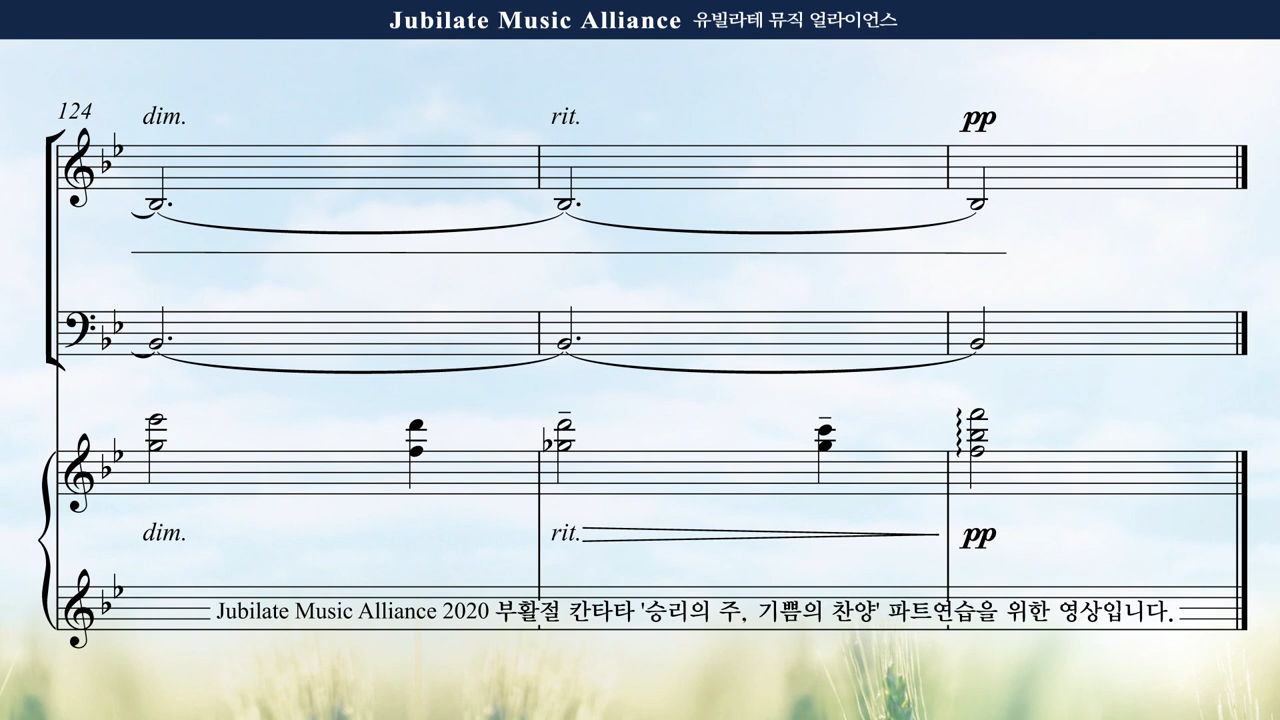 Jubilate Music Alliance 유빌라테 뮤직 얼라이언스
124 dim. rit. pp
dim. rit. pp
Jubilate Music Alliance 2020 부활절 칸타타 '승리의 주, 기쁨의 찬양' 파트연습을 위한 영상입니다.